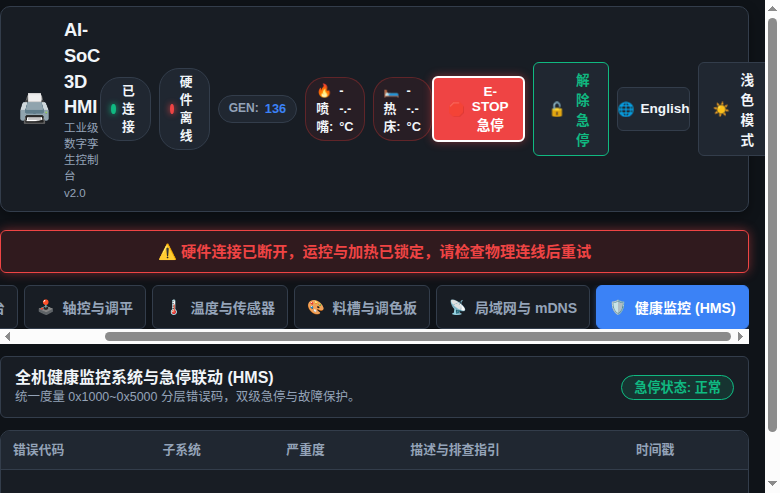 AI-
SoC
3D
HMI
工业级
数字孪
生控制
台
v2.0
已
连
接
硬
件
离
线
GEN: 136
喷
嘴:
-
-.-
°C
热
床:
-
-.-
°C
E-
STOP
急停
解
除
急
停
English
浅
色
模
式
硬件连接已断开，运控与加热已锁定，请检查物理连线后重试
轴控与调平
温度与传感器
料槽与调色板
局域网与 mDNS
健康监控 (HMS)
全机健康监控系统与急停联动 (HMS)
统一度量 0x1000~0x5000 分层错误码，双级急停与故障保护。
急停状态: 正常
错误代码
子系统
严重度
描述与排查指引
时间戳